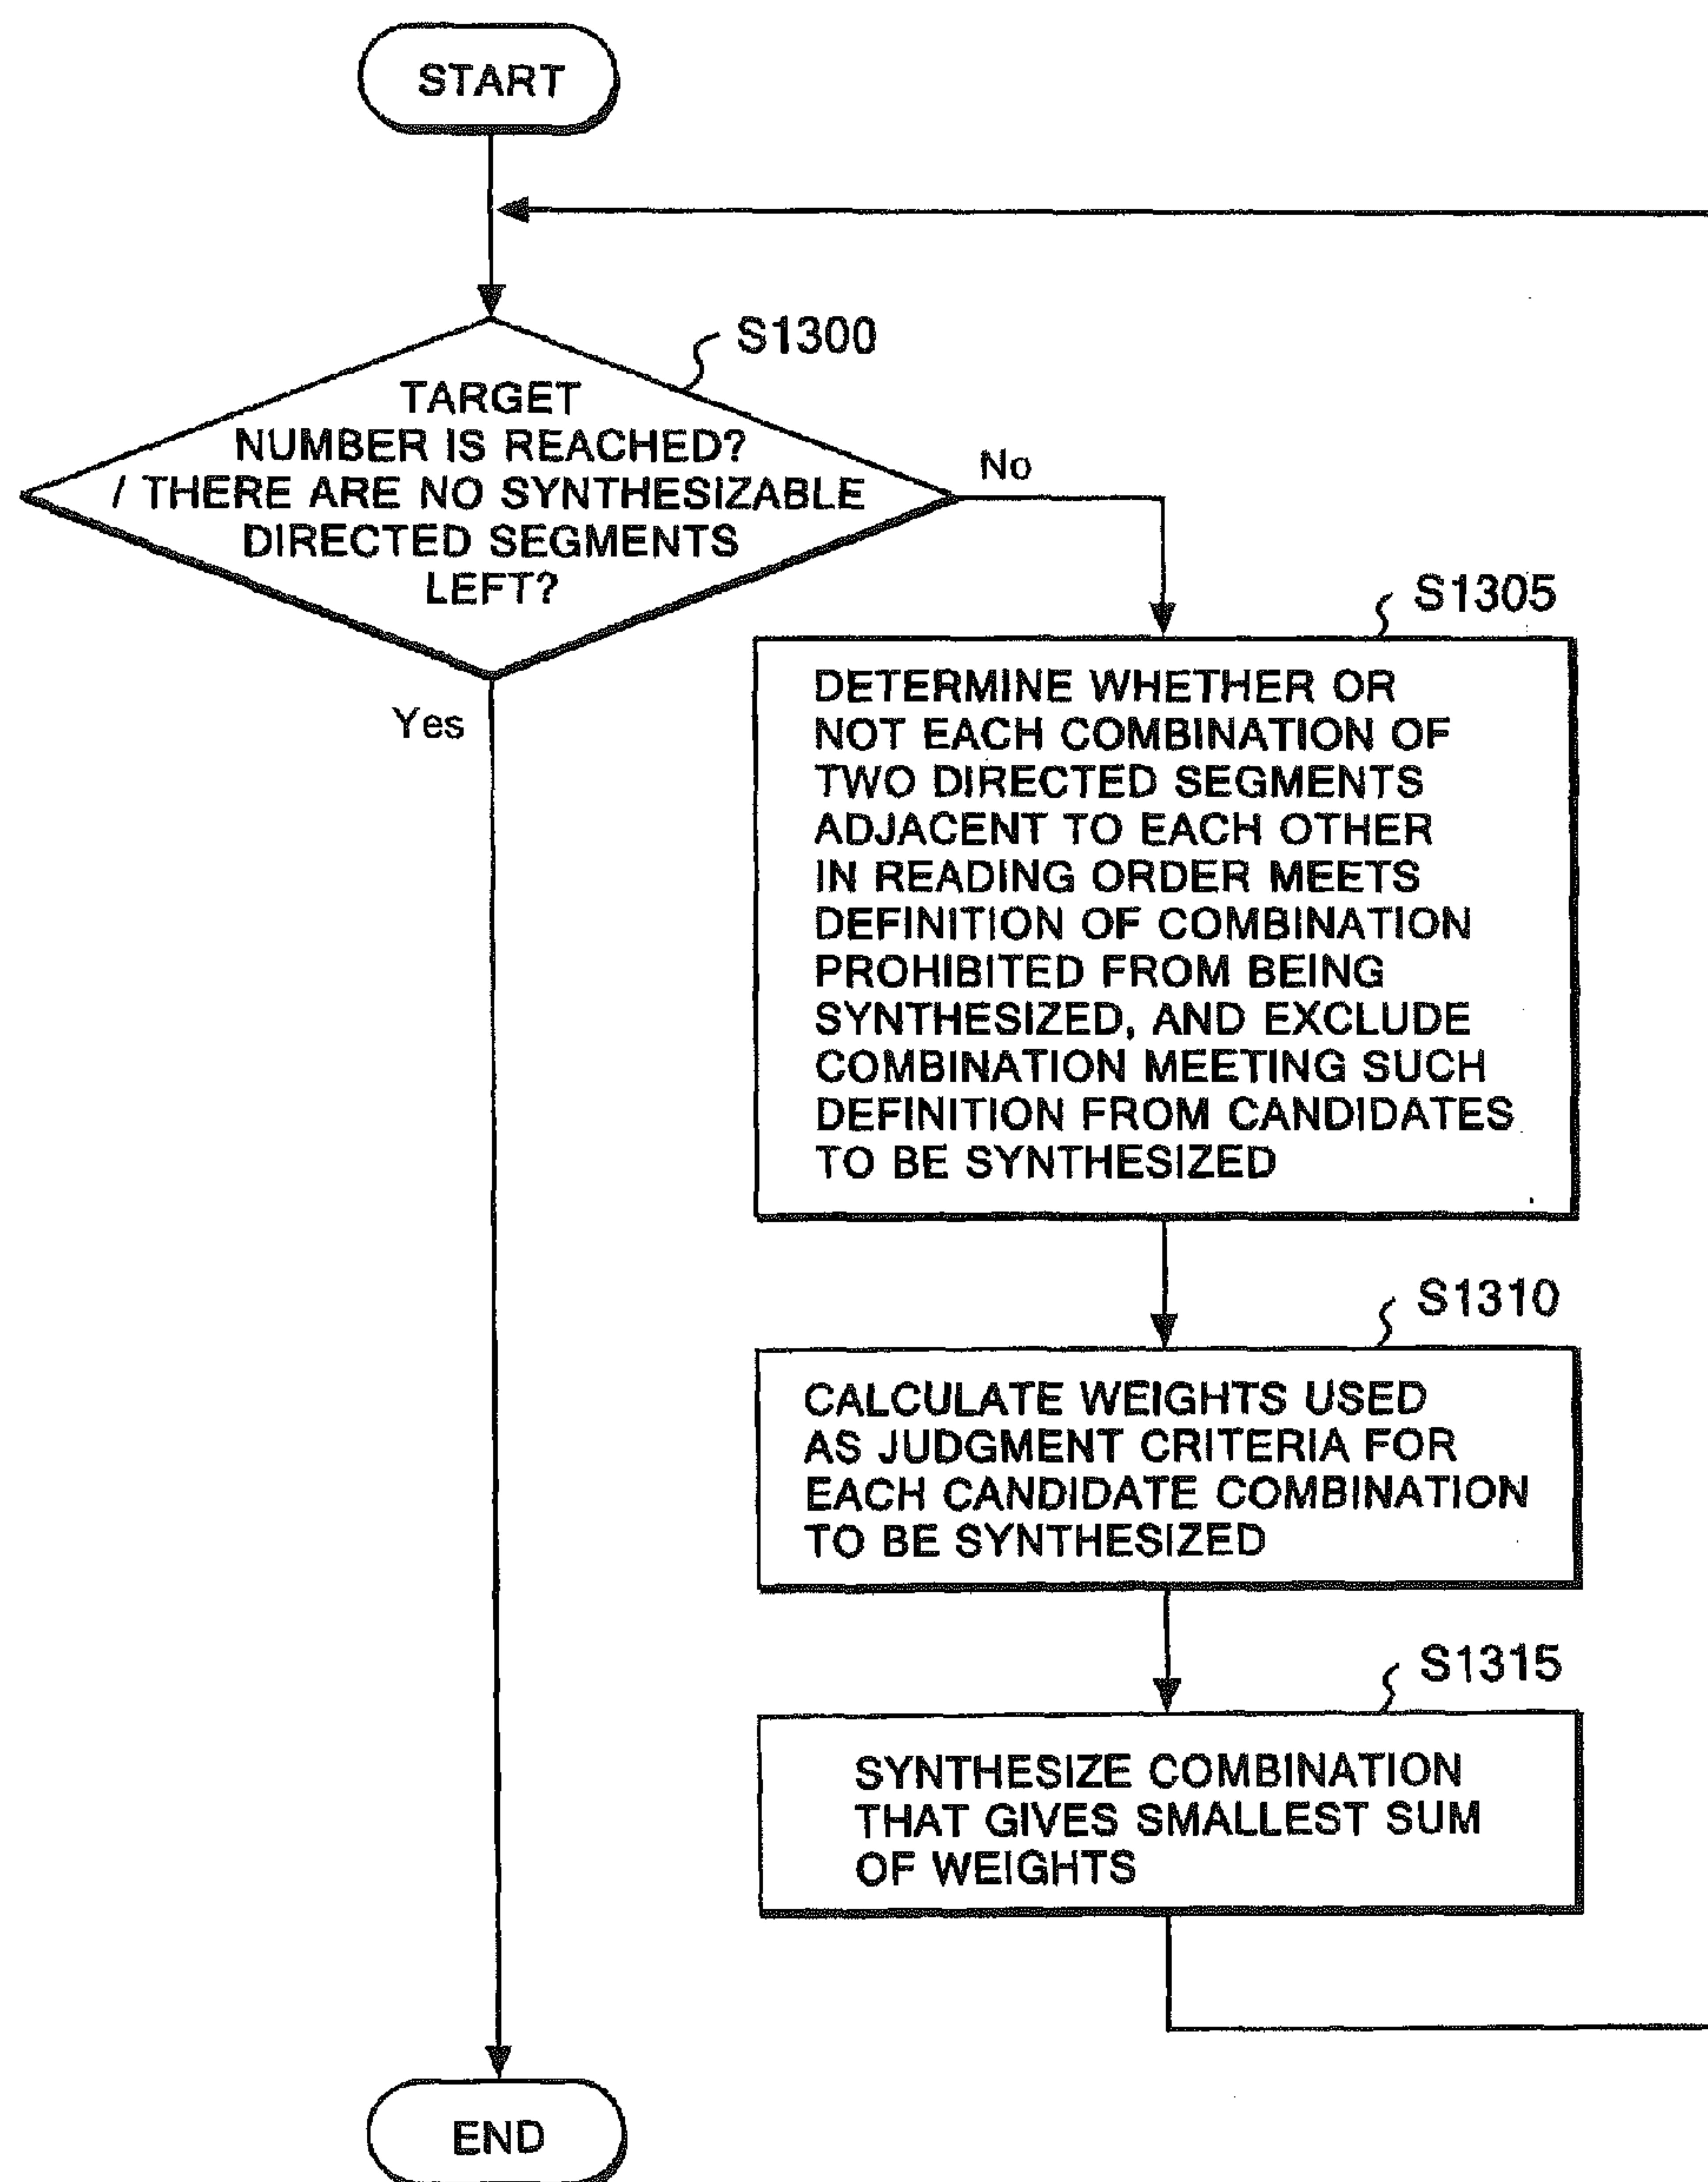 START
S1300
TARGET
NUMBER IS REACHED?
/ THERE ARE NO SYNTHESIZABLE
DIRECTED SEGMENTS
LEFT?
No
Yes
S1305
DETERMINE WHETHER OR
NOT EACH COMBINATION OF
TWO DIRECTED SEGMENTS
ADJACENT TO EACH OTHER
IN READING ORDER MEETS
DEFINITION OF COMBINATION
PROHIBITED FROM BEING
SYNTHESIZED, AND EXCLUDE
COMBINATION MEETING SUCH
DEFINITION FROM CANDIDATES
TO BE SYNTHESIZED
S1310
CALCULATE WEIGHTS USED
AS JUDGMENT CRITERIA FOR
EACH CANDIDATE COMBINATION
TO BE SYNTHESIZED
S1315
SYNTHESIZE COMBINATION
THAT GIVES SMALLEST SUM
OF WEIGHTS
END